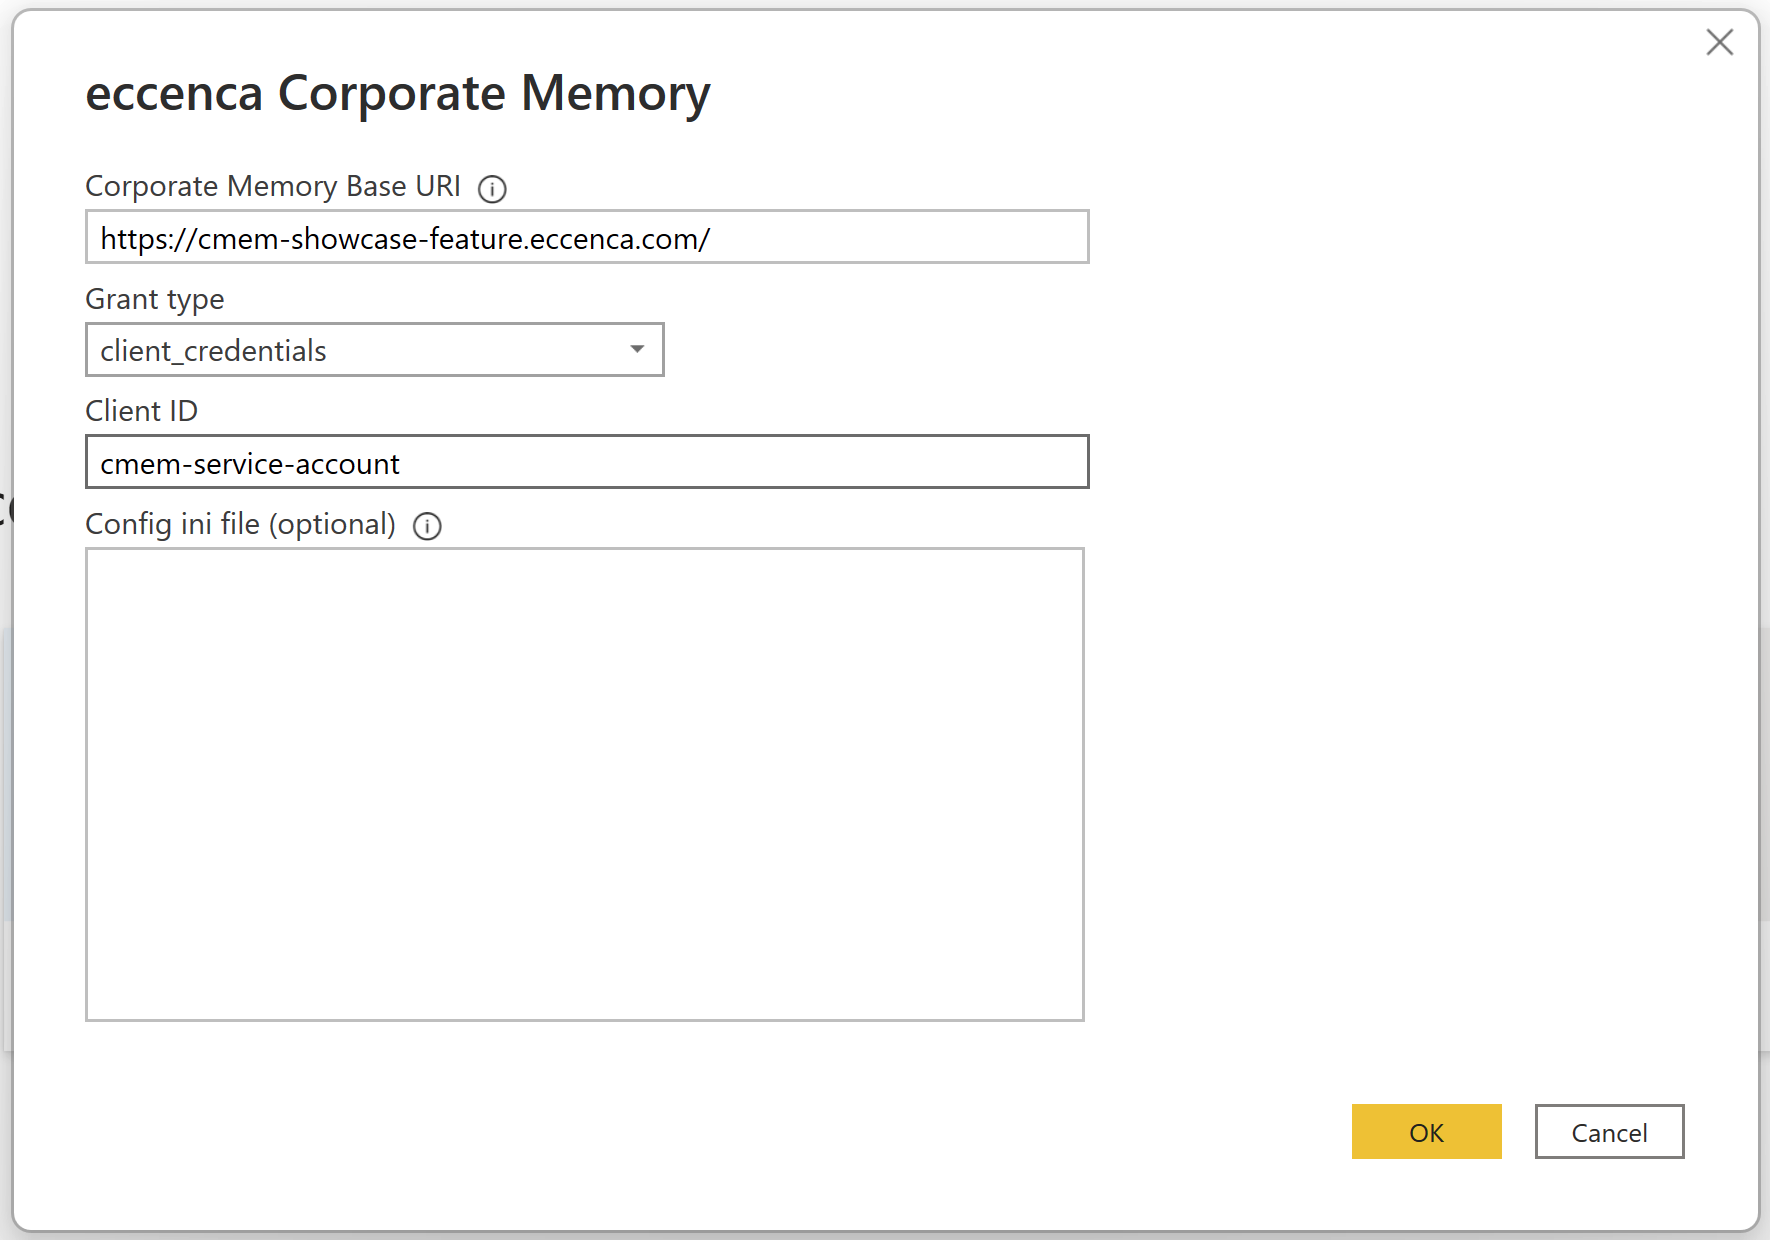 eccenca Corporate Memory
Corporate Memory Base URI
https://cmem-showcase-feature.eccenca.com/
Grant type
client_credentials
Client ID
cmem-service-account
Config ini file (optional)
OK
Cancel